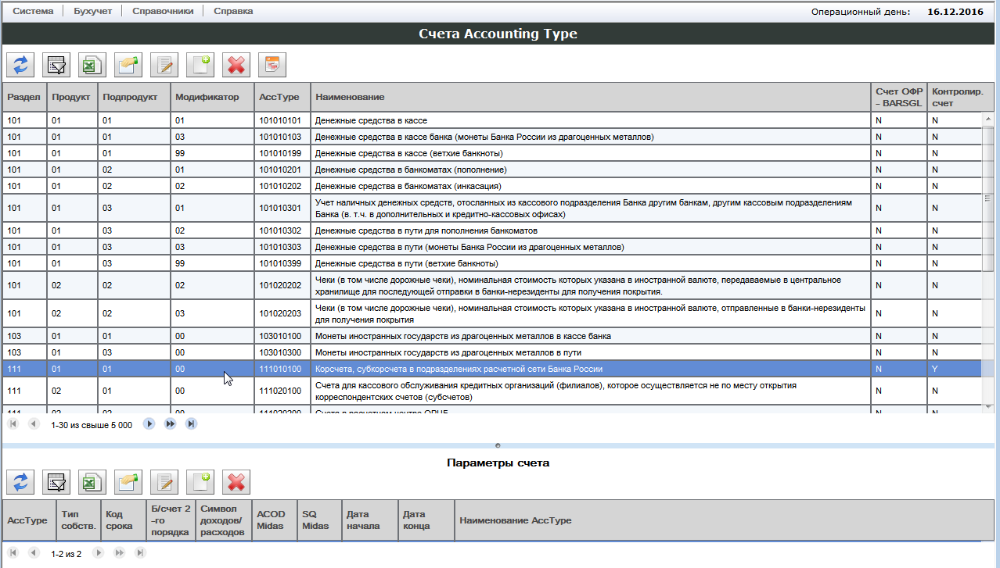 Система Бухучет Справочники Справка Операционный день: 16.12.2016
Счета Accounting Type
Раздел Продукт Подпродукт Модификатор AccType Наименование Счет ОФР - BARSGL Контролир. счет
101 01 01 01 101010101 Денежные средства в кассе N N
101 01 01 03 101010103 Денежные средства в кассе банка (монеты Банка России из драгоценных металлов) N N
101 01 01 99 101010199 Денежные средства в кассе (ветхие банкноты) N N
101 01 02 01 101010201 Денежные средства в банкоматах (пополнение) N N
101 01 02 02 101010202 Денежные средства в банкоматах (инкасация) N N
101 01 03 01 101010301 Учет наличных денежных средств, отосланных из кассового подразделения Банка другим банкам, другим кассовым подразделениям
Банка (в. т.ч. в дополнительных и кредитно-кассовых офисах) N N
101 01 03 02 101010302 Денежные средства в пути для пополнения банкоматов N N
101 01 03 03 101010303 Денежные средства в пути (монеты Банка России из драгоценных металлов) N N
101 01 03 99 101010399 Денежные средства в пути (ветхие банкноты) N N
101 02 02 02 101020202 Чеки (в том числе дорожные чеки), номинальная стоимость которых указана в иностранной валюте, передаваемые в центральное
хранилище для последующей отправки в банки-нерезиденты для получения покрытия. N N
101 02 02 03 101020203 Чеки (в том числе дорожные чеки), номинальная стоимость которых указана в иностранной валюте, отправленные в банки-нерезиденты
для получения покрытия N N
103 01 01 00 103010100 Монеты иностранных государств из драгоценных металлов в кассе банка N N
103 01 03 00 103010300 Монеты иностранных государств из драгоценных металлов в пути N N
111 01 01 00 111010100 Корсчета, субкорсчета в подразделениях расчетной сети Банка России N Y
111 02 01 00 111020100 Счета для кассового обслуживания кредитных организаций (филиалов), которое осуществляется не по месту открытия
корреспондентских счетов (субсчетов) N N
111 02 02 00 111020200 Счета в расчетном центре ОРЦБ N N
1-30 из свыше 5 000
Параметры счета
AccType Тип собств. Код срока Б/счет 2 -го порядка Символ доходов/ расходов ACOD Midas SQ Midas Дата начала Дата конца Наименование AccType
1-2 из 2